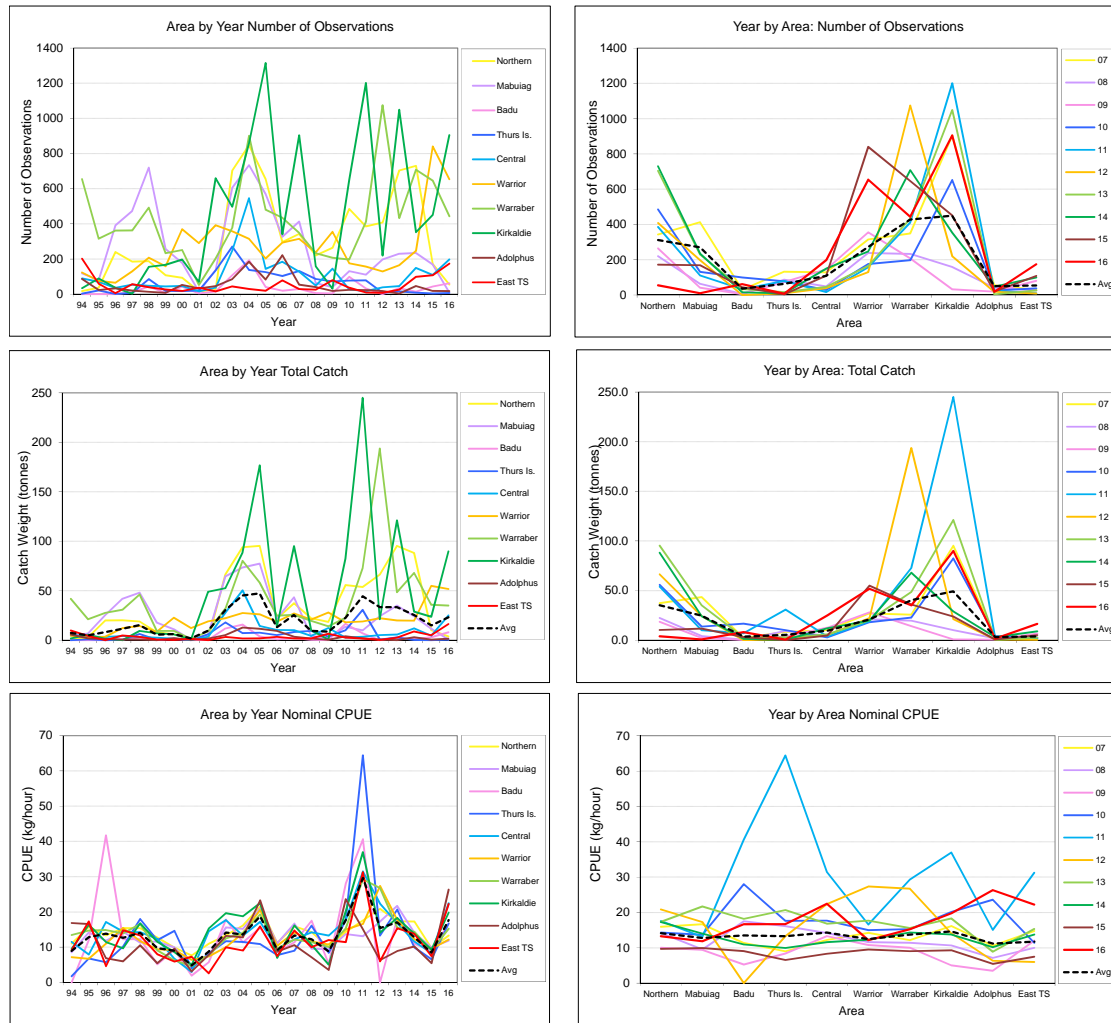 Area by Year Number of Observations
1400
1200
1000
800
600
400
200
0
Number of Observations
94 95 96 97 98 99 00 01 02 03 04 05 06 07 08 09 10 11 12 13 14 15 16
Year
Northern
Mabuiag
Badu
Thurs Is.
Central
Warrior
Warraber
Kirkaldie
Adolphus
East TS
Year by Area: Number of Observations
1400
1200
1000
800
600
400
200
0
Number of Observations
Northern Mabuiag Badu Thurs Is. Central Warrior Warraber Kirkaldie Adolphus East TS
Area
07
08
09
10
11
12
13
14
15
16
Avg
Area by Year Total Catch
250
200
150
100
50
0
Catch Weight (tonnes)
94 95 96 97 98 99 00 01 02 03 04 05 06 07 08 09 10 11 12 13 14 15 16
Year
Northern
Mabuiag
Badu
Thurs Is.
Central
Warrior
Warraber
Kirkaldie
Adolphus
East TS
Avg
Year by Area: Total Catch
250.0
200.0
150.0
100.0
50.0
0.0
Catch Weight (tonnes)
Northern Mabuiag Badu Thurs Is. Central Warrior Warraber Kirkaldie Adolphus East TS
Area
07
08
09
10
11
12
13
14
15
16
Avg
Area by Year Nominal CPUE
70
60
50
40
30
20
10
0
CPUE (kg/hour)
94 95 96 97 98 99 00 01 02 03 04 05 06 07 08 09 10 11 12 13 14 15 16
Year
Northern
Mabuiag
Badu
Thurs Is.
Central
Warrior
Warraber
Kirkaldie
Adolphus
East TS
Avg
Year by Area Nominal CPUE
70
60
50
40
30
20
10
0
CPUE (kg/hour)
Northern Mabuiag Badu Thurs Is. Central Warrior Warraber Kirkaldie Adolphus East TS
Area
07
08
09
10
11
12
13
14
15
16
Avg